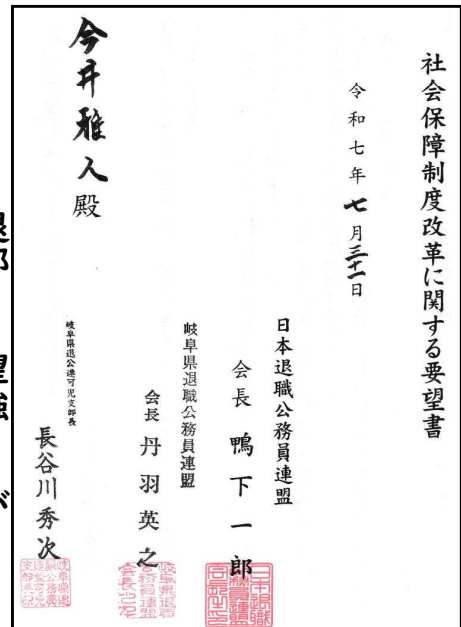 社会保障制度改革に関する要望書
令和七年七月三十一日
日本退職公務員連盟
会長 鴨下一郎
岐阜県退職公務員連盟
会長 丹羽英之
岐阜県退公連可児支部長
長谷川秀次
今井雅人殿